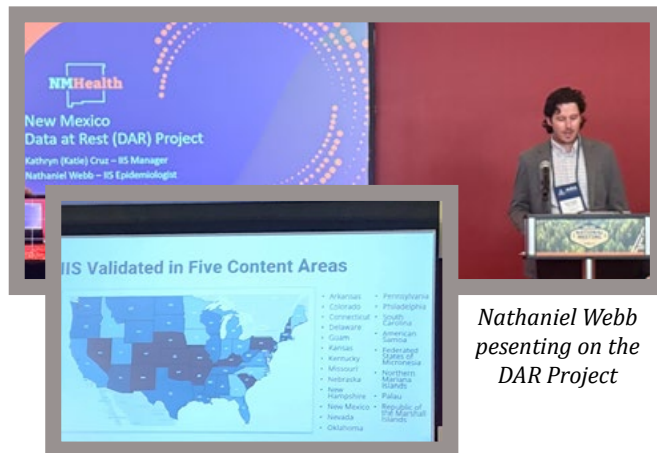 NMHealth
New Mexico
Data at Rest (DAR) Project
Kathryn (Katie) Cruz – IIS Manager
Nathaniel Webb – IIS Epidemiologist
NATIONAL
MEETING
IIS Validated in Five Content Areas
• Arkansas
• Colorado
• Connecticut
• Delaware
• Guam
• Kansas
• Kentucky
• Missouri
• Nebraska
• New
Hampshire
• New Mexico
• Nevada
• Oklahoma
• Pennsylvania
• Philadelphia
• South
Carolina
• American
Samoa
• Federated
States of
Micronesia
• Northern
Mariana
Islands
• Palau
• Republic of
the Marshall
Islands
Nathaniel Webb
pesenting on the
DAR Project